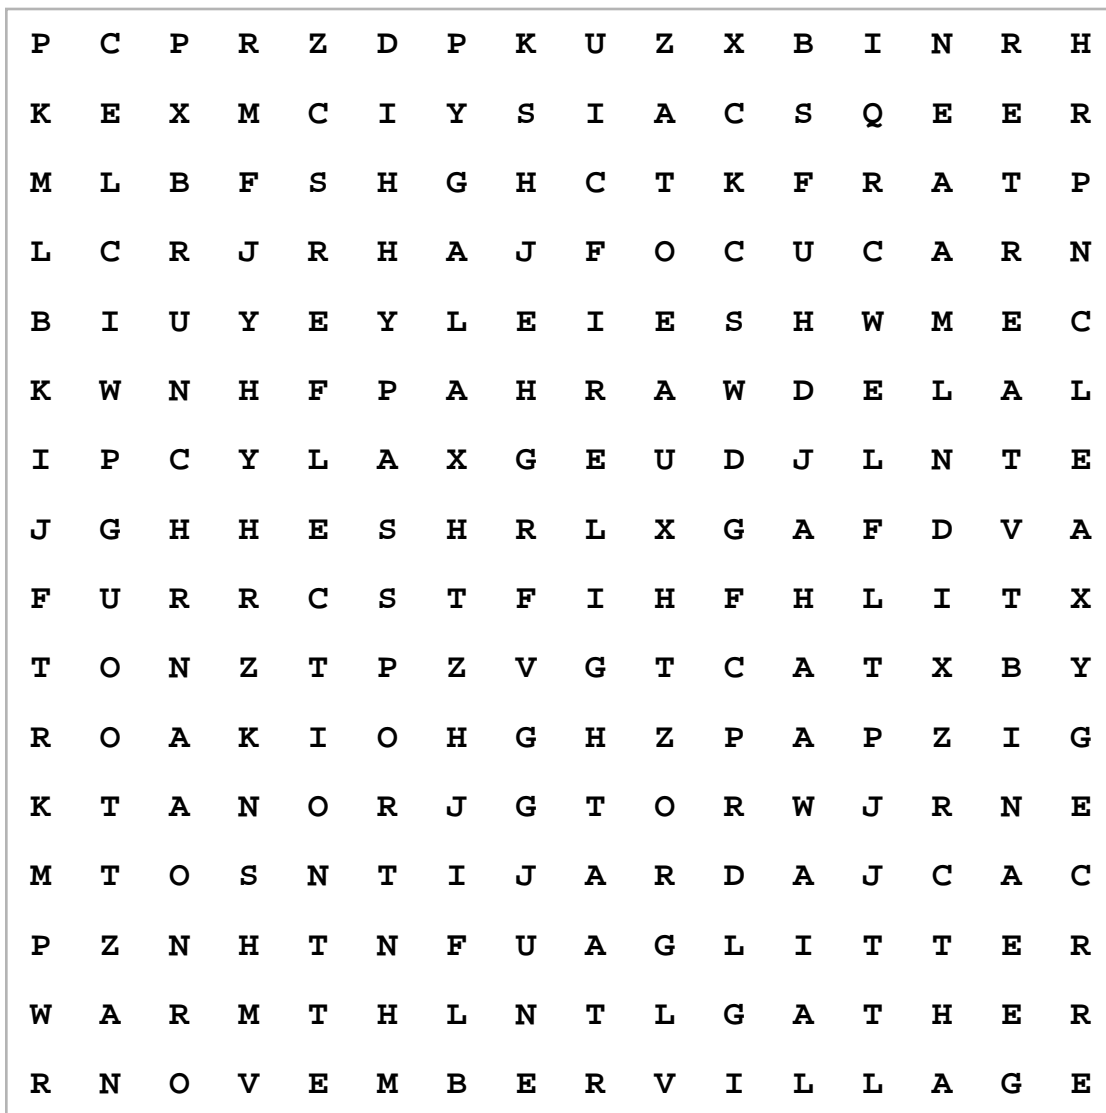 P C P R Z D P K U Z X B I N R H
K E X M C I Y S I A C S Q E E R
M L B F S H G H C T K F R A T P
L C R J R H A J F O C U C A R N
B I U Y E Y L E I E S H W M E C
K W N H F P A H R A W D E L A L
I P C Y L A X G E U D J L N T E
J G H H E S H R L X G A F D V A
F U R R C S T F I H F H L I T X
T O N Z T P Z V G T C A T X B Y
R O A K I O H G H Z P A P Z I G
K T A N O R J G T O R W J R N E
M T O S N T I J A R D A J C A C
P Z N H T N F U A G L I T T E R
W A R M T H L N T L G A T H E R
R N O V E M B E R V I L L A G E